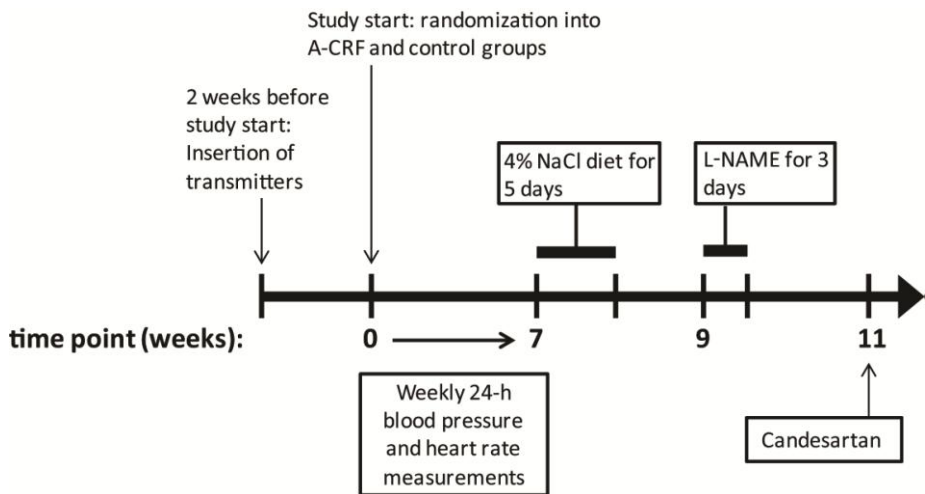 Study start: randomization into
A-CRF and control groups
2 weeks before
study start:
Insertion of
transmitters
4% NaCl diet for
5 days
L-NAME for 3
days
time point (weeks):
0
7
9
11
Weekly 24-h
blood pressure
and heart rate
measurements
Candesartan